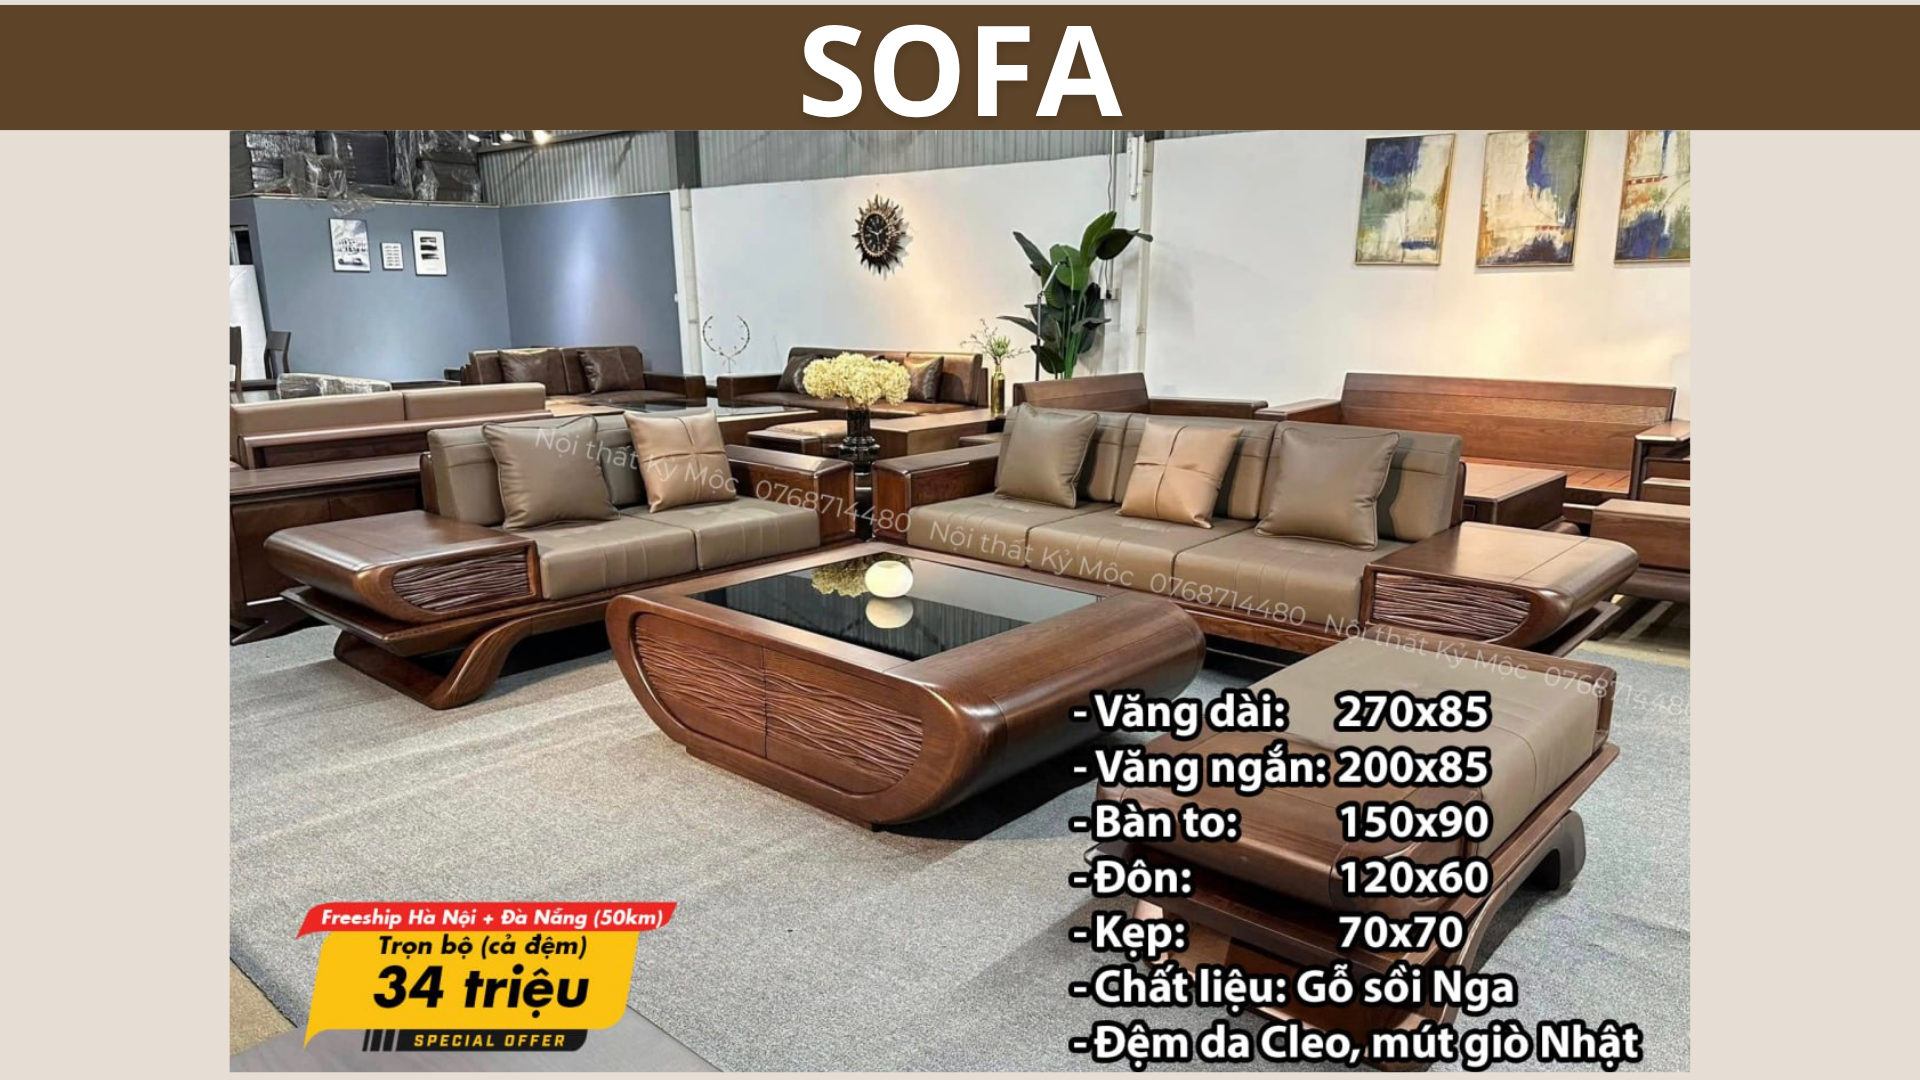 SOFA
Nội thất Kỷ Mộc 0768714480 Nội thất Kỷ Mộc 0768714480 Nội thất Kỷ Mộc 0768714480
- Văng dài: 270x85
- Văng ngắn: 200x85
- Bàn to: 150x90
- Đôn: 120x60
- Kẹp: 70x70
- Chất liệu: Gỗ sồi Nga
- Đệm da Cleo, mút giò Nhật
Freeship Hà Nội + Đà Nẵng (50km)
Trọn bộ (cả đệm)
34 triệu
SPECIAL OFFER